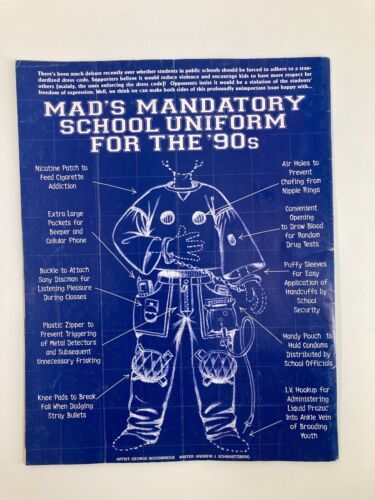 There's been much debate recently over whether students in public schools should be forced to adhere to a stan-
dardized dress code. Supporters believe it would reduce violence and encourage kids to have more respect for
others (mainly, the ones enforcing the dress code)! Opponents insist it would be a violation of the students'
freedom of expression. Well, we think we can make both sides of this profoundly unimportant issue happy with...
MAD'S MANDATORY
SCHOOL UNIFORM
FOR THE '90s
Nicotine Patch to
Feed Cigarette
Addiction
Extra Large
Pockets for
Beeper and
Cellular Phone
Buckle to Attach
Sony Discman for
Listening Pleasure
During Classes
Plastic Zipper to
Prevent Triggering
of Metal Detectors
and Subsequent
Unnecessary Frisking
Knee Pads to Break
Fall When Dodging
Stray Bullets
Air Holes to
Prevent
Chafing from
Nipple Rings
Convenient
Opening
to Draw Blood
for Random
Drug Tests
Puffy Sleeves
for Easy
Application of
Handcuffs by
School
Security
Handy Pouch to
Hold Condoms
Distributed by
School Officials
I.V. Hookup for
Administering
Liquid Prozac
Into Ankle Vein
of Brooding
Youth
ARTIST: GEORGE WOODBRIDGE WRITER: ANDREW J. SCHWARTZBERG